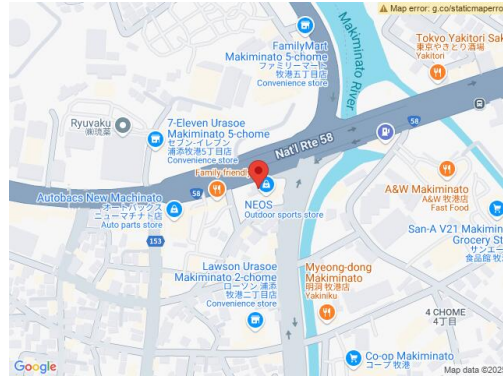 Map error: g.co/staticmaperro
FamilyMart
Makiminato 5-chome
ファミリーマート
牧港五丁目店
Convenience store
Makiminato River
Tokyo Yakitori Sak
東京やきとり酒場
Yakitori
7-Eleven Urasoe
Makiminato 5-chome
セブン-イレブン
浦添牧港5丁目店
Convenience store
Ryuvaku
㈱琉薬
Nat'l Rte 58
58
Family-friendl
58
NEOS
Outdoor sports store
Autobacs New Machinato
オートバックス
ニューマチナト店
Auto parts store
153
A&W Makiminato
A&W 牧港店
Fast Food
San-A V21 Makimin
Grocery St
サンエー
食品館 牧
Lawson Urasoe
Makiminato 2-chome
ローソン 浦添
牧港二丁目店
Convenience store
Myeong-dong
Makiminato
明洞 牧港店
Yakiniku
4 CHOME
4丁目
Co-op Makiminato
コープ 牧港
Google
Map data ©202